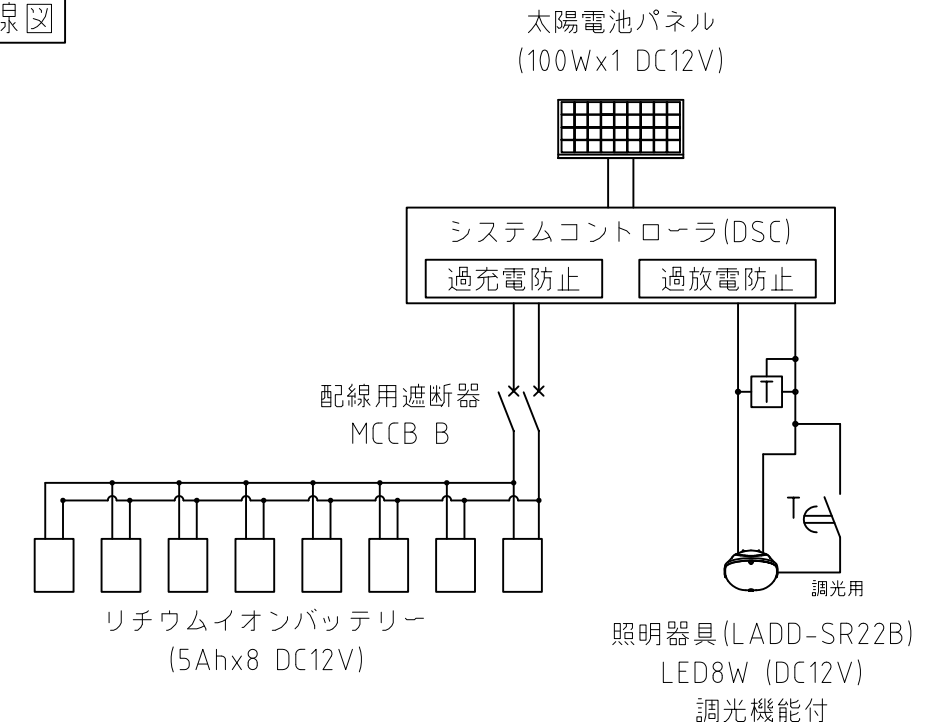 線図
太陽電池パネル
(100Wx1 DC12V)
システムコントローラ(DSC)
過充電防止
過放電防止
配線用遮断器
MCCB B
T
T
調光用
リチウムイオンバッテリー
(5Ahx8 DC12V)
照明器具(LADD-SR22B)
LED8W (DC12V)
調光機能付